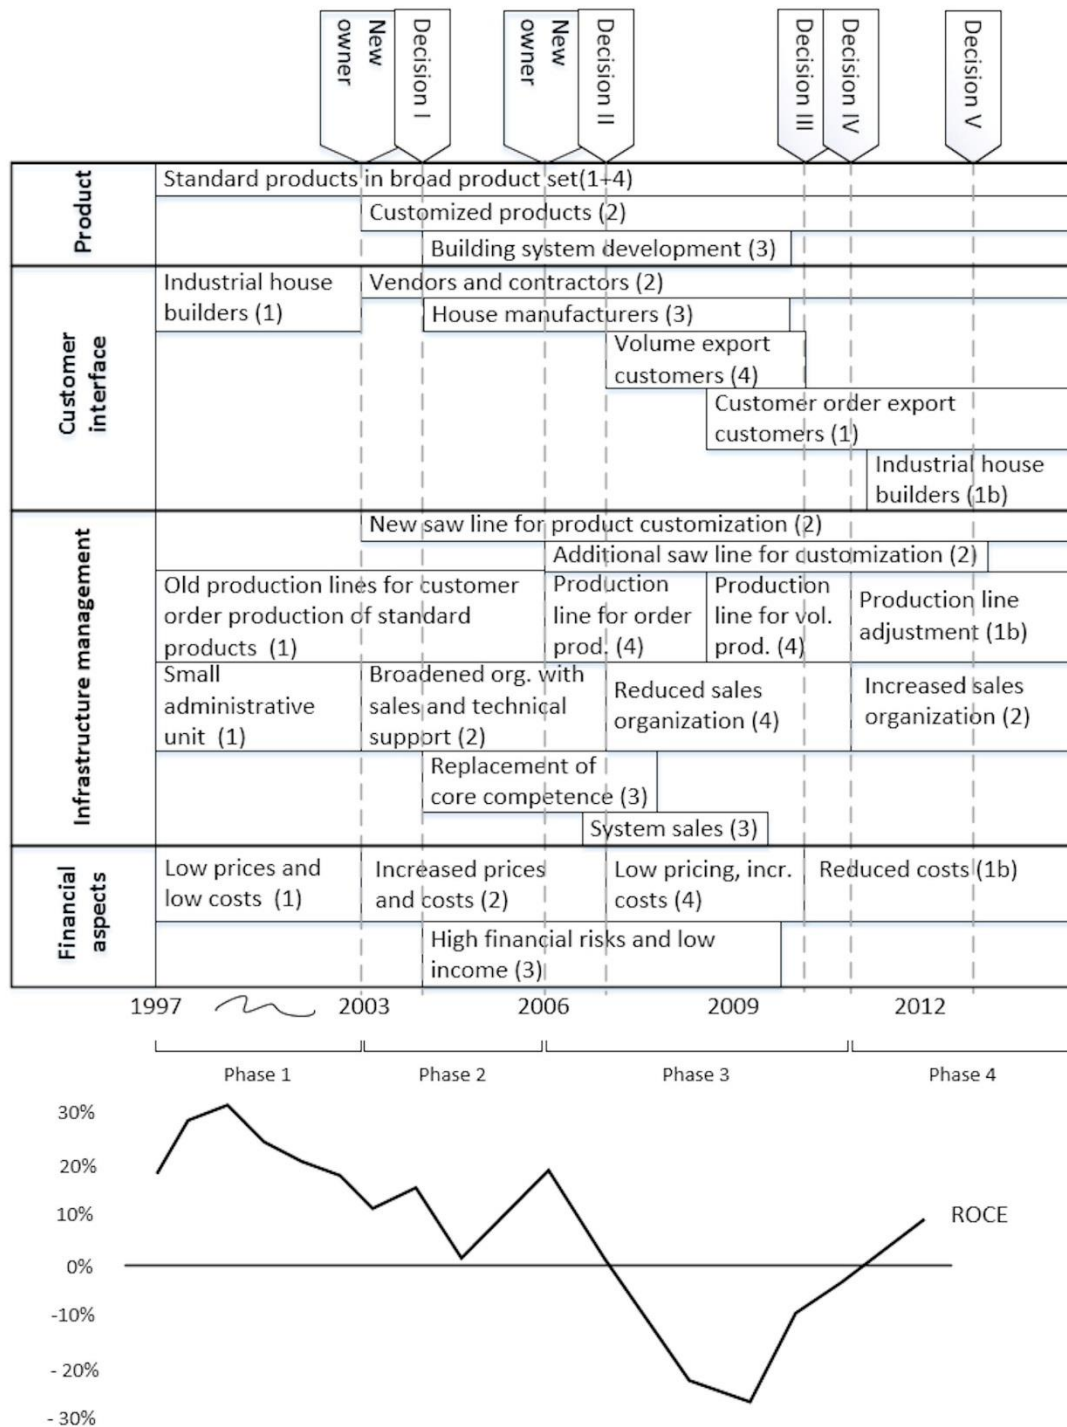 New
owner
Decision I
New
owner
Decision II
Decision III
Decision IV
Decision V
Product
Standard products in broad product set(1-4)
Customized products (2)
Building system development (3)
Customer
interface
Industrial house
builders (1)
Vendors and contractors (2)
House manufacturers (3)
Volume export
customers (4)
Customer order export
customers (1)
Industrial house
builders (1b)
Infrastructure management
New saw line for product customization (2)
Additional saw line for customization (2)
Old production lines for customer
order production of standard
products (1)
Production
line for order
prod. (4)
Production
line for vol.
prod. (4)
Production line
adjustment (1b)
Small
administrative
unit (1)
Broadened org. with
sales and technical
support (2)
Reduced sales
organization (4)
Increased sales
organization (2)
Replacement of
core competence (3)
System sales (3)
Financial
aspects
Low prices and
low costs (1)
Increased prices
and costs (2)
Low pricing, incr.
costs (4)
Reduced costs (1b)
High financial risks and low
income (3)
1997 2003 2006 2009 2012
Phase 1 Phase 2 Phase 3 Phase 4
30%
20%
10%
ROCE
0%
-10%
- 20%
- 30%